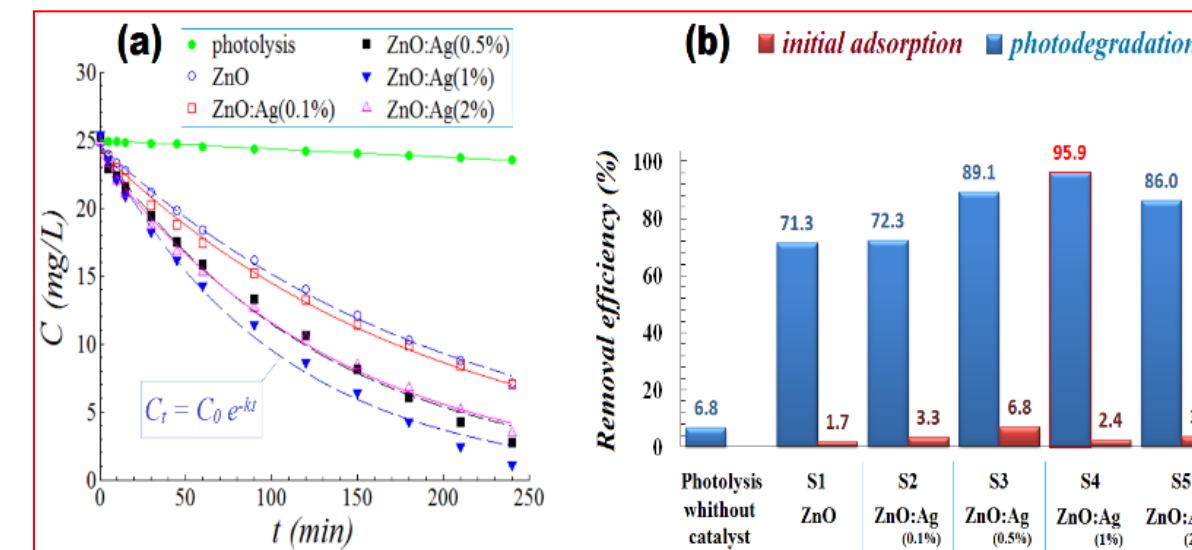 (a)
photolysis
ZnO
ZnO:Ag(0.1%)
ZnO:Ag(0.5%)
ZnO:Ag(1%)
ZnO:Ag(2%)
30
25
20
15
10
5
0
C (mg/L)
Cₜ = C₀ e⁻ᵏᵗ
0 50 100 150 200 250
t (min)
(b)
initial adsorption photodegradation
Removal efficiency (%)
100
80
60
40
20
0
6.8
71.3
1.7
72.3
3.3
89.1
6.8
95.9
2.4
86.0
Photolysis
whithout
catalyst
S1
ZnO
S2
ZnO:Ag
(0.1%)
S3
ZnO:Ag
(0.5%)
S4
ZnO:Ag
(1%)
S5